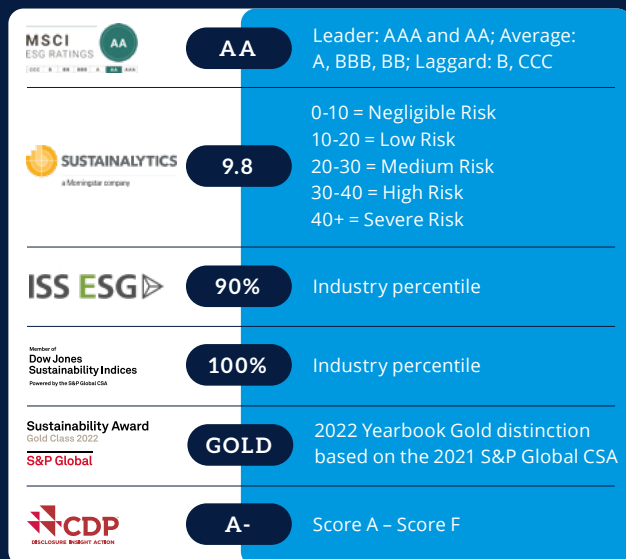 MSCI
ESG RATINGS
AA
CCC B BB BBB A AA AAA
AA
Leader: AAA and AA; Average:
A, BBB, BB; Laggard: B, CCC
SUSTAINALYTICS
a Morningstar company
9.8
0-10 = Negligible Risk
10-20 = Low Risk
20-30 = Medium Risk
30-40 = High Risk
40+ = Severe Risk
ISS ESG
90%
Industry percentile
Member of
Dow Jones
Sustainability Indices
Powered by the S&P Global CSA
100%
Industry percentile
Sustainability Award
Gold Class 2022
S&P Global
GOLD
2022 Yearbook Gold distinction
based on the 2021 S&P Global CSA
CDP
DISCLOSURE INSIGHT ACTION
A-
Score A – Score F